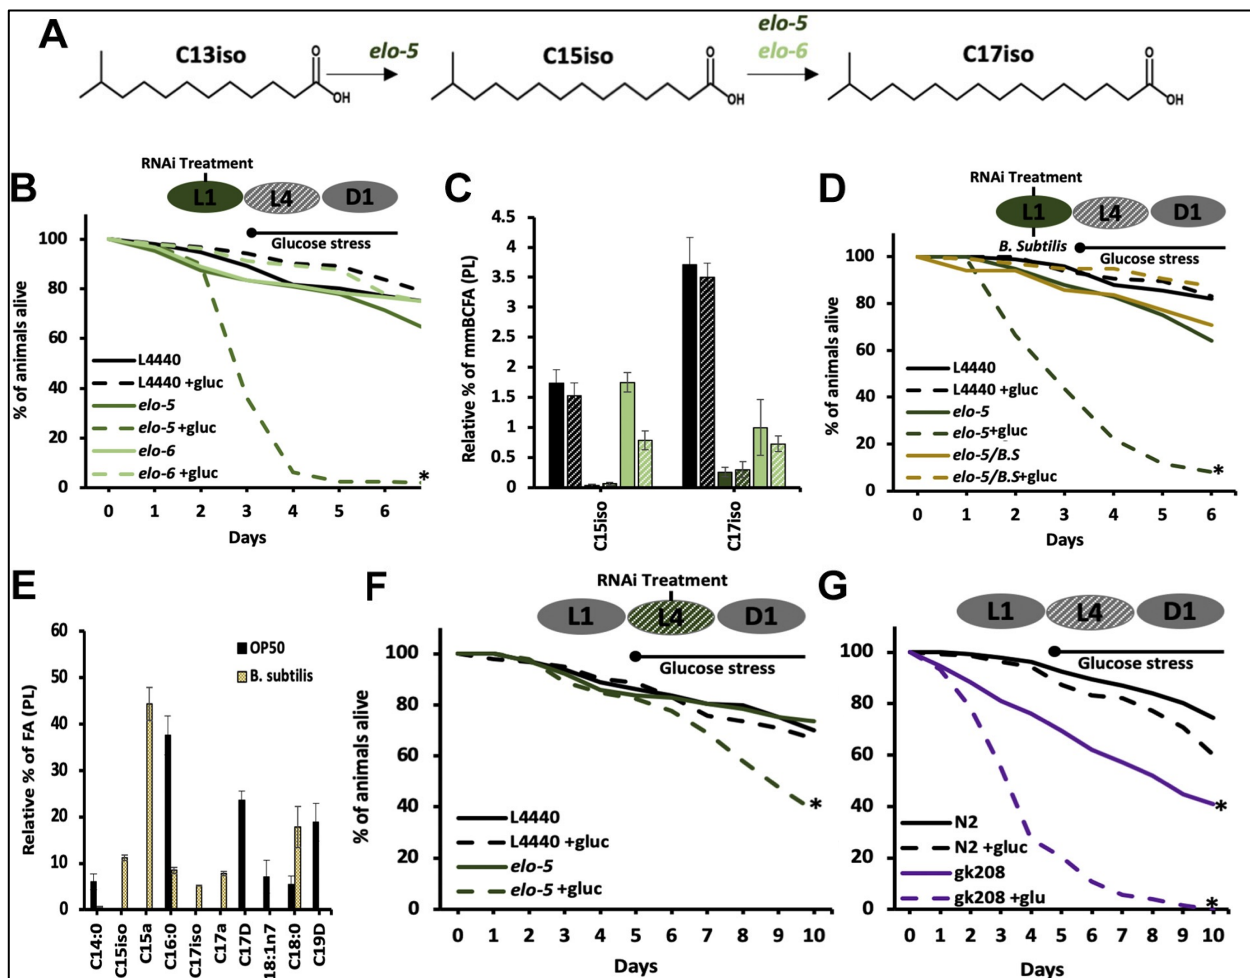 A
C13iso
elo-5
C15iso
elo-5
elo-6
C17iso
O
OH
O
OH
O
OH
B
RNAi Treatment
L1
L4
D1
Glucose stress
% of animals alive
100
80
60
40
20
0
L4440
L4440 +gluc
elo-5
elo-5 +gluc
elo-6
elo-6 +gluc
*
0 1 2 3 4 5 6
Days
C
Relative % of mmBCFA (PL)
4.5
4
3.5
3
2.5
2
1.5
1
0.5
0
C15iso
C17iso
D
RNAi Treatment
L1
L4
D1
B. Subtilis
Glucose stress
% of animals alive
100
80
60
40
20
0
L4440
L4440 +gluc
elo-5
elo-5+gluc
elo-5/B.S
elo-5/B.S+gluc
*
0 1 2 3 4 5 6
Days
E
Relative % of FA (PL)
60
50
40
30
20
10
0
OP50
B. subtilis
C14:0
C15iso
C15a
C16:0
C17iso
C17a
C17D
18:1n7
C18:0
C19D
F
RNAi Treatment
L1
L4
D1
Glucose stress
% of animals alive
100
80
60
40
20
0
L4440
L4440 +gluc
elo-5
elo-5 +gluc
*
0 1 2 3 4 5 6 7 8 9 10
Days
G
L1
L4
D1
Glucose stress
% of animals alive
100
80
60
40
20
0
N2
N2 +gluc
gk208
gk208 +glu
*
*
0 1 2 3 4 5 6 7 8 9 10
Days